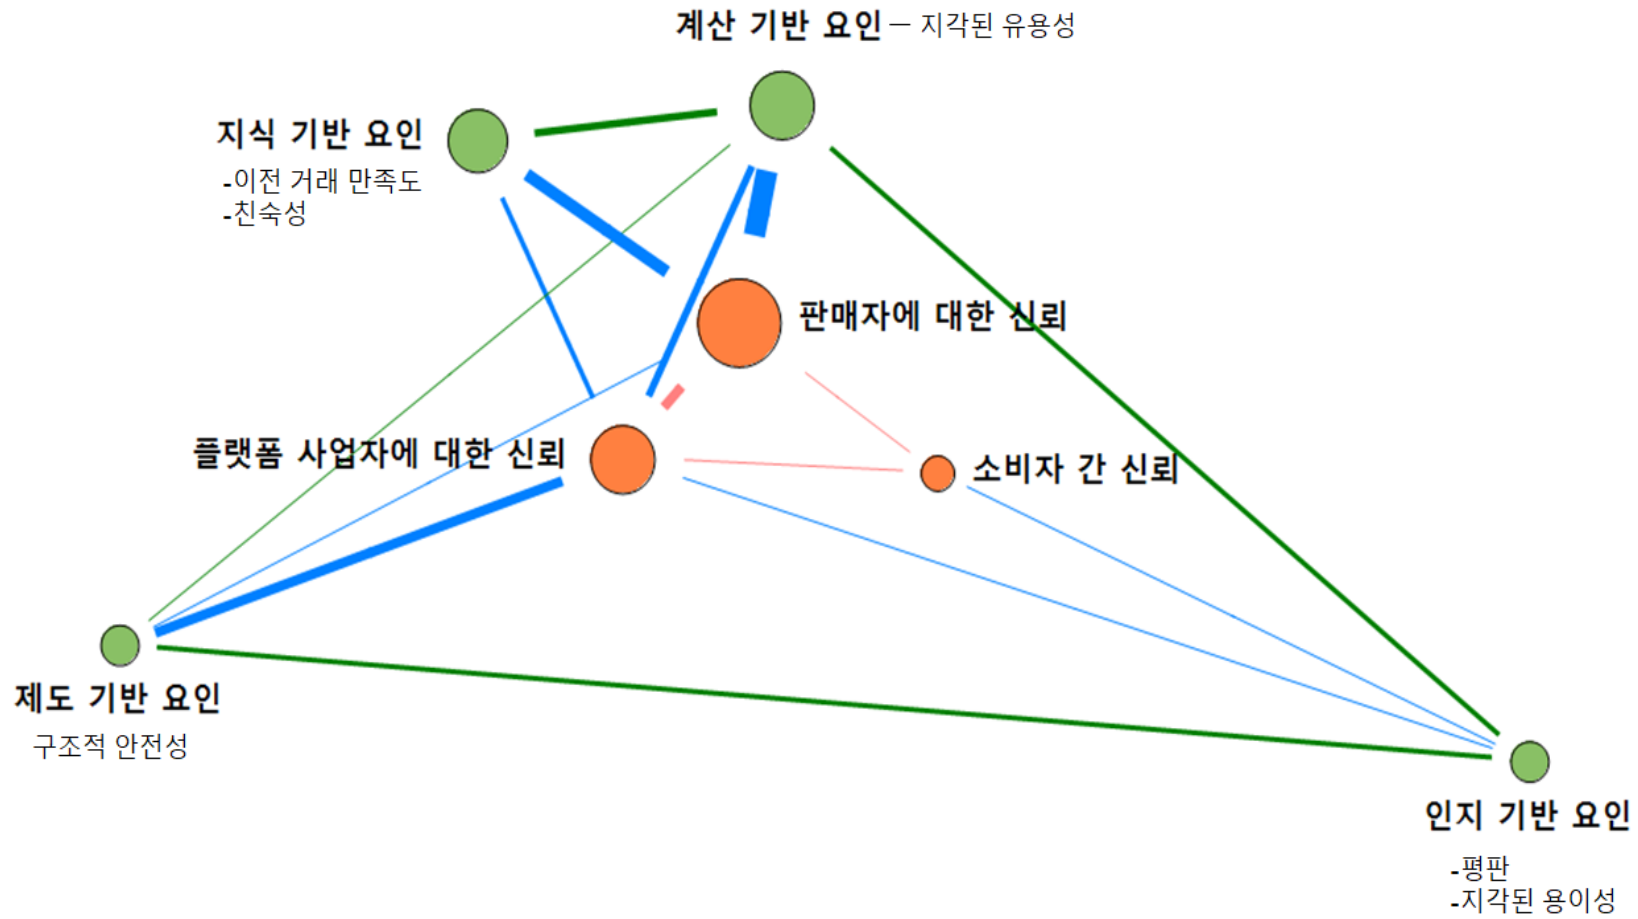 계산 기반 요인 － 지각된 유용성
지식 기반 요인
-이전 거래 만족도
-친숙성
판매자에 대한 신뢰
플랫폼 사업자에 대한 신뢰
소비자 간 신뢰
제도 기반 요인
구조적 안전성
인지 기반 요인
-평판
-지각된 용이성